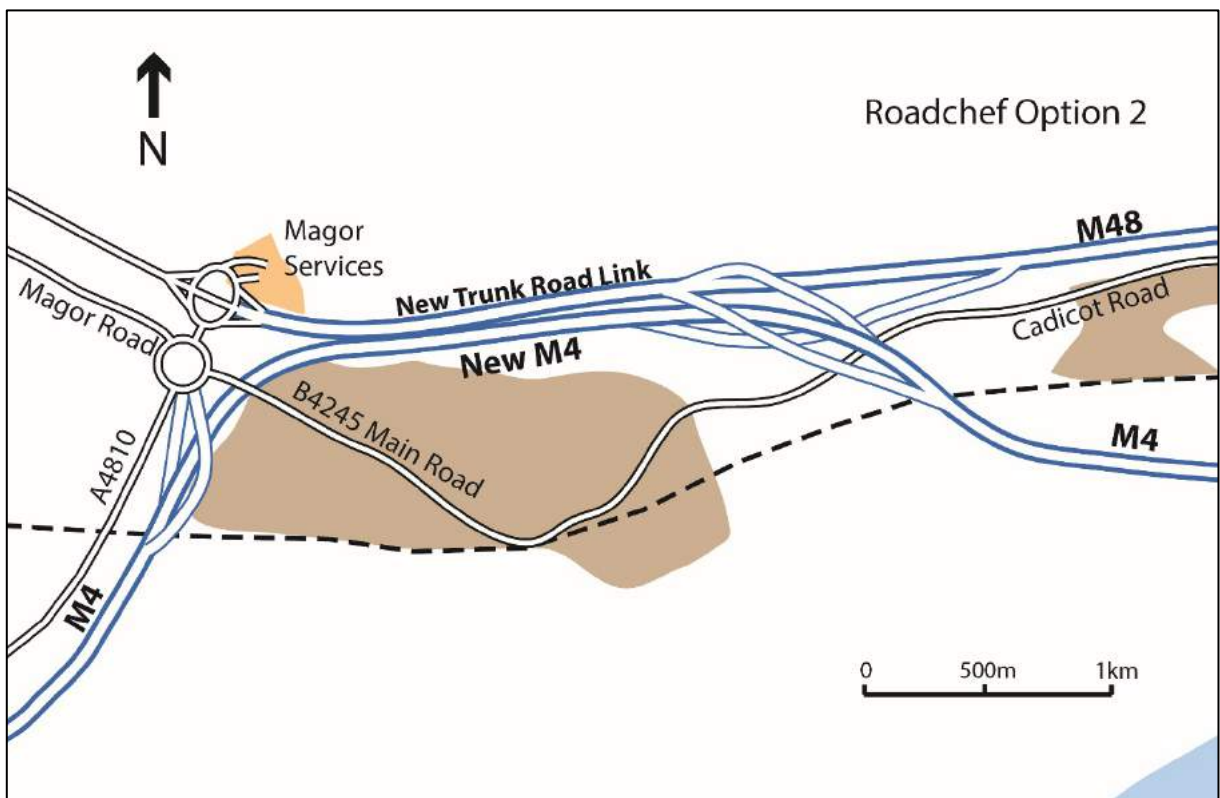 Roadchef Option 2
N
Magor
Services
M48
New Trunk Road Link
Magor Road
Cadicot Road
New M4
B4245 Main Road
A4810
M4
M4
0 500m 1km